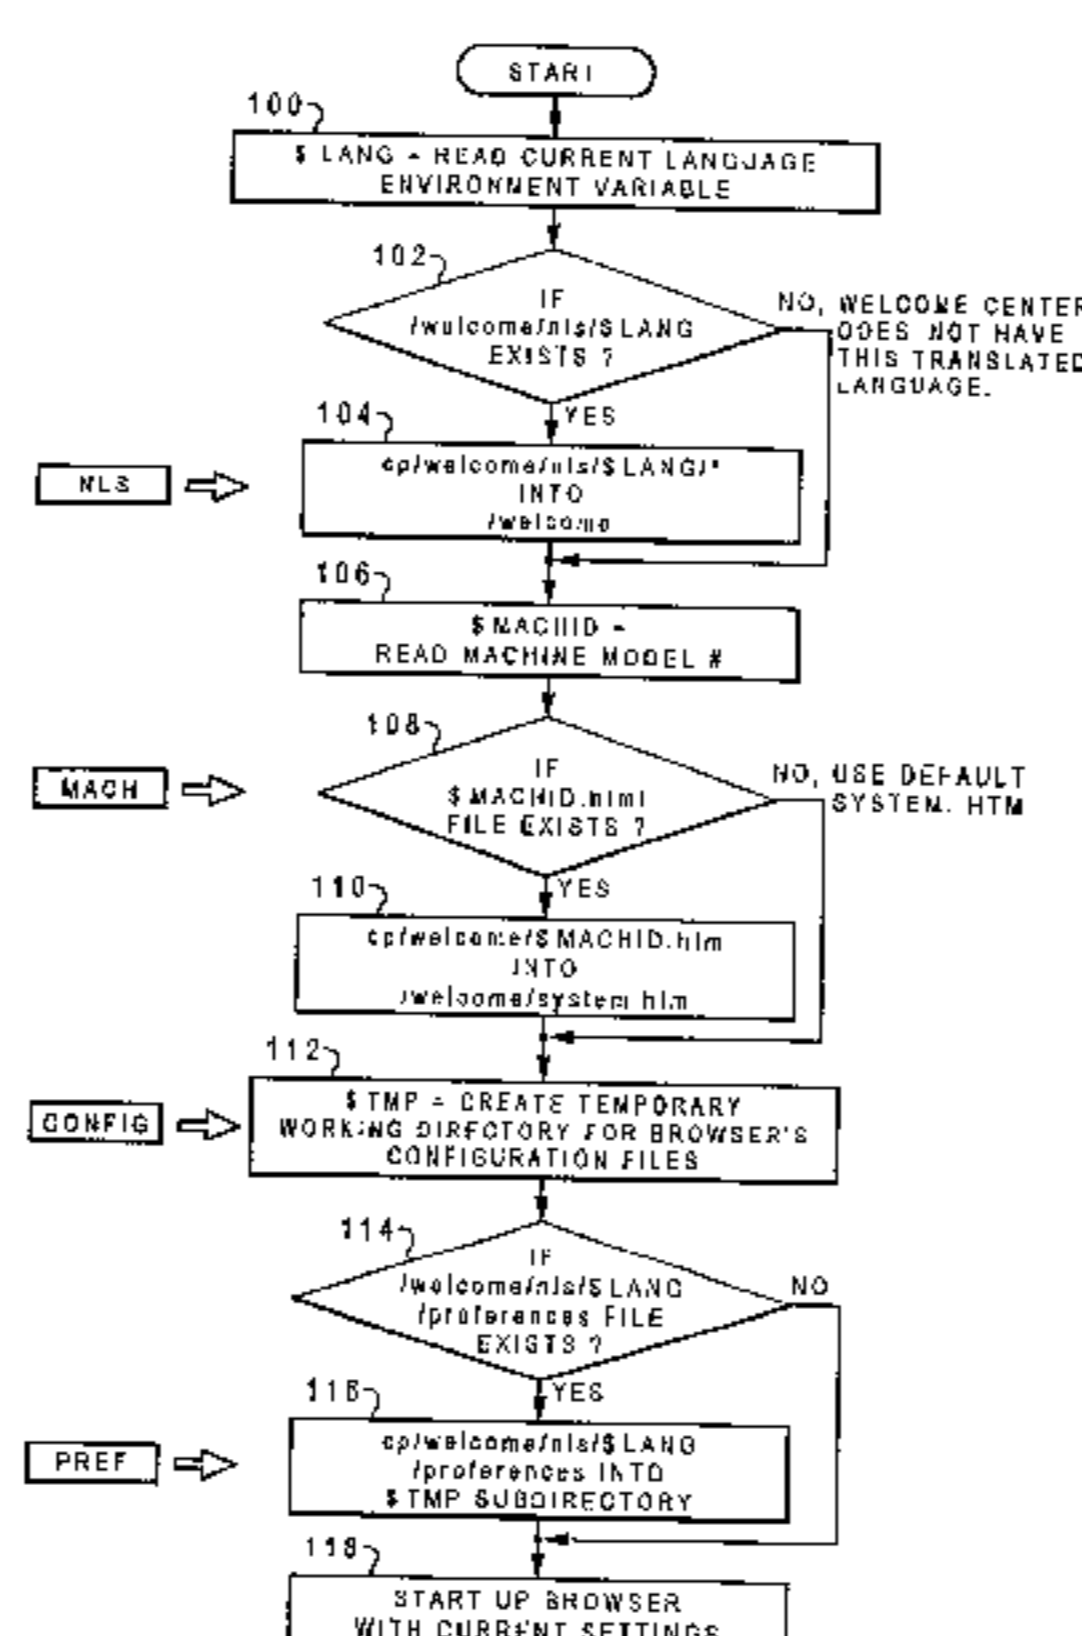 START
100
$ LANG = READ CURRENT LANGUAGE
ENVIRONMENT VARIABLE
102
IF
/welcome/nls/$LANG
EXISTS ?
NO, WELCOME CENTER
DOES NOT HAVE
THIS TRANSLATED
LANGUAGE.
YES
104
cp/welcome/nls/$LANG/*
INTO
/welcome
NLS
106
$MACHID =
READ MACHINE MODEL #
108
IF
$MACHID.html
FILE EXISTS ?
NO, USE DEFAULT
SYSTEM. HTM
MACH
YES
110
cp/welcome/$MACHID.htm
INTO
/welcome/system.htm
112
$TMP = CREATE TEMPORARY
WORKING DIRECTORY FOR BROWSER'S
CONFIGURATION FILES
CONFIG
114
IF
/welcome/nls/$LANG
/preferences FILE
EXISTS ?
NO
YES
116
cp/welcome/nls/$LANG
/preferences INTO
$TMP SUBDIRECTORY
PREF
118
START UP BROWSER
WITH CURRENT SETTINGS